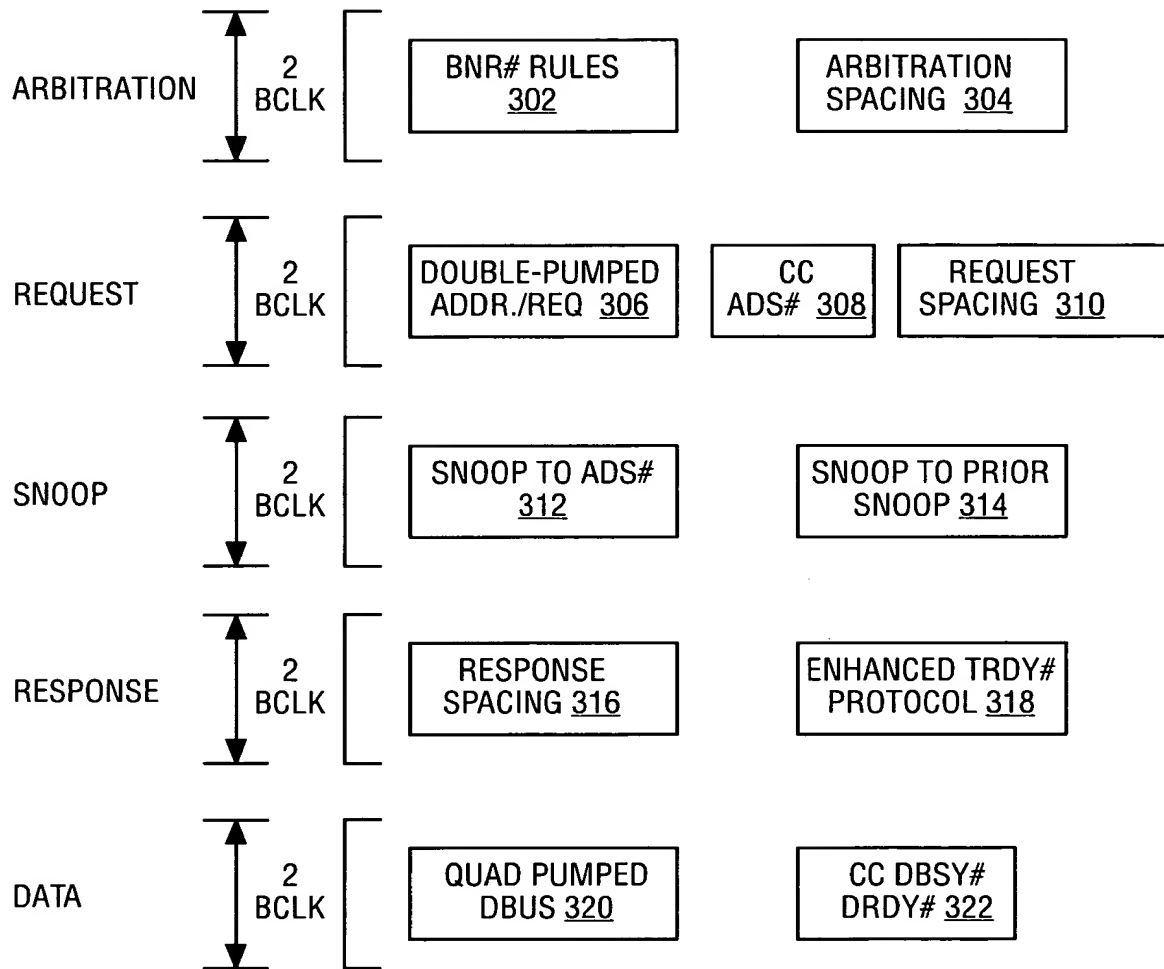 ARBITRATION
2
BCLK
BNR# RULES
302
ARBITRATION
SPACING 304
REQUEST
2
BCLK
DOUBLE-PUMPED
ADDR./REQ 306
CC
ADS# 308
REQUEST
SPACING 310
SNOOP
2
BCLK
SNOOP TO ADS#
312
SNOOP TO PRIOR
SNOOP 314
RESPONSE
2
BCLK
RESPONSE
SPACING 316
ENHANCED TRDY#
PROTOCOL 318
DATA
2
BCLK
QUAD PUMPED
DBUS 320
CC DBSY#
DRDY# 322